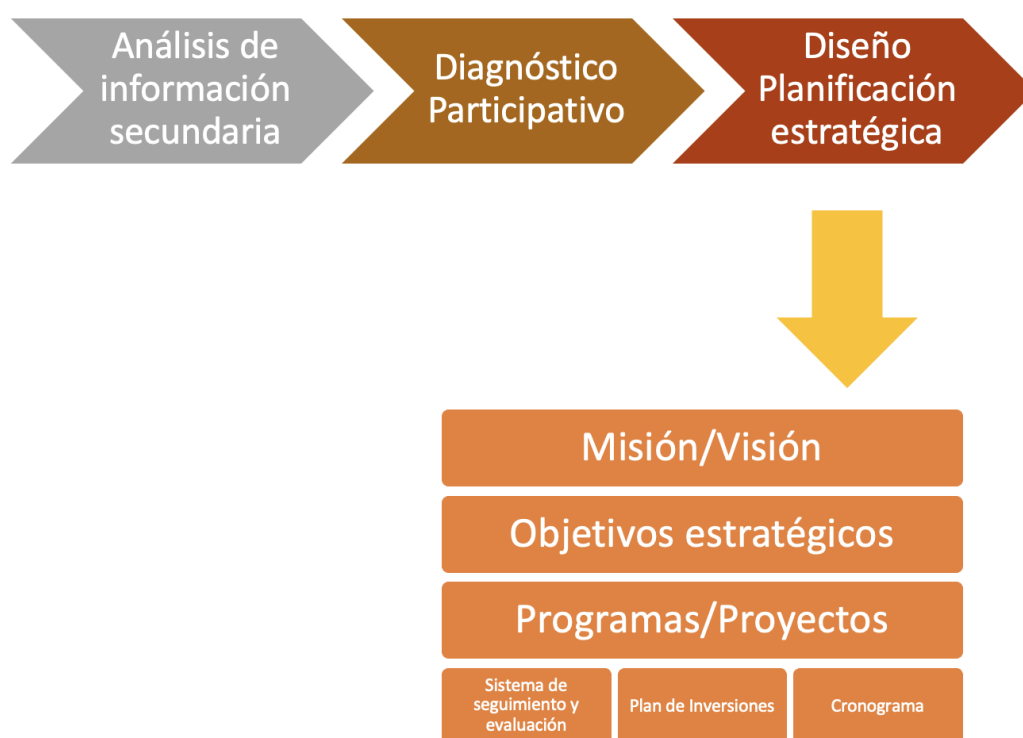 Análisis de
información
secundaria
Diagnóstico
Participativo
Diseño
Planificación
estratégica
Misión/Visión
Objetivos estratégicos
Programas/Proyectos
Sistema de
seguimiento y
evaluación
Plan de Inversiones
Cronograma